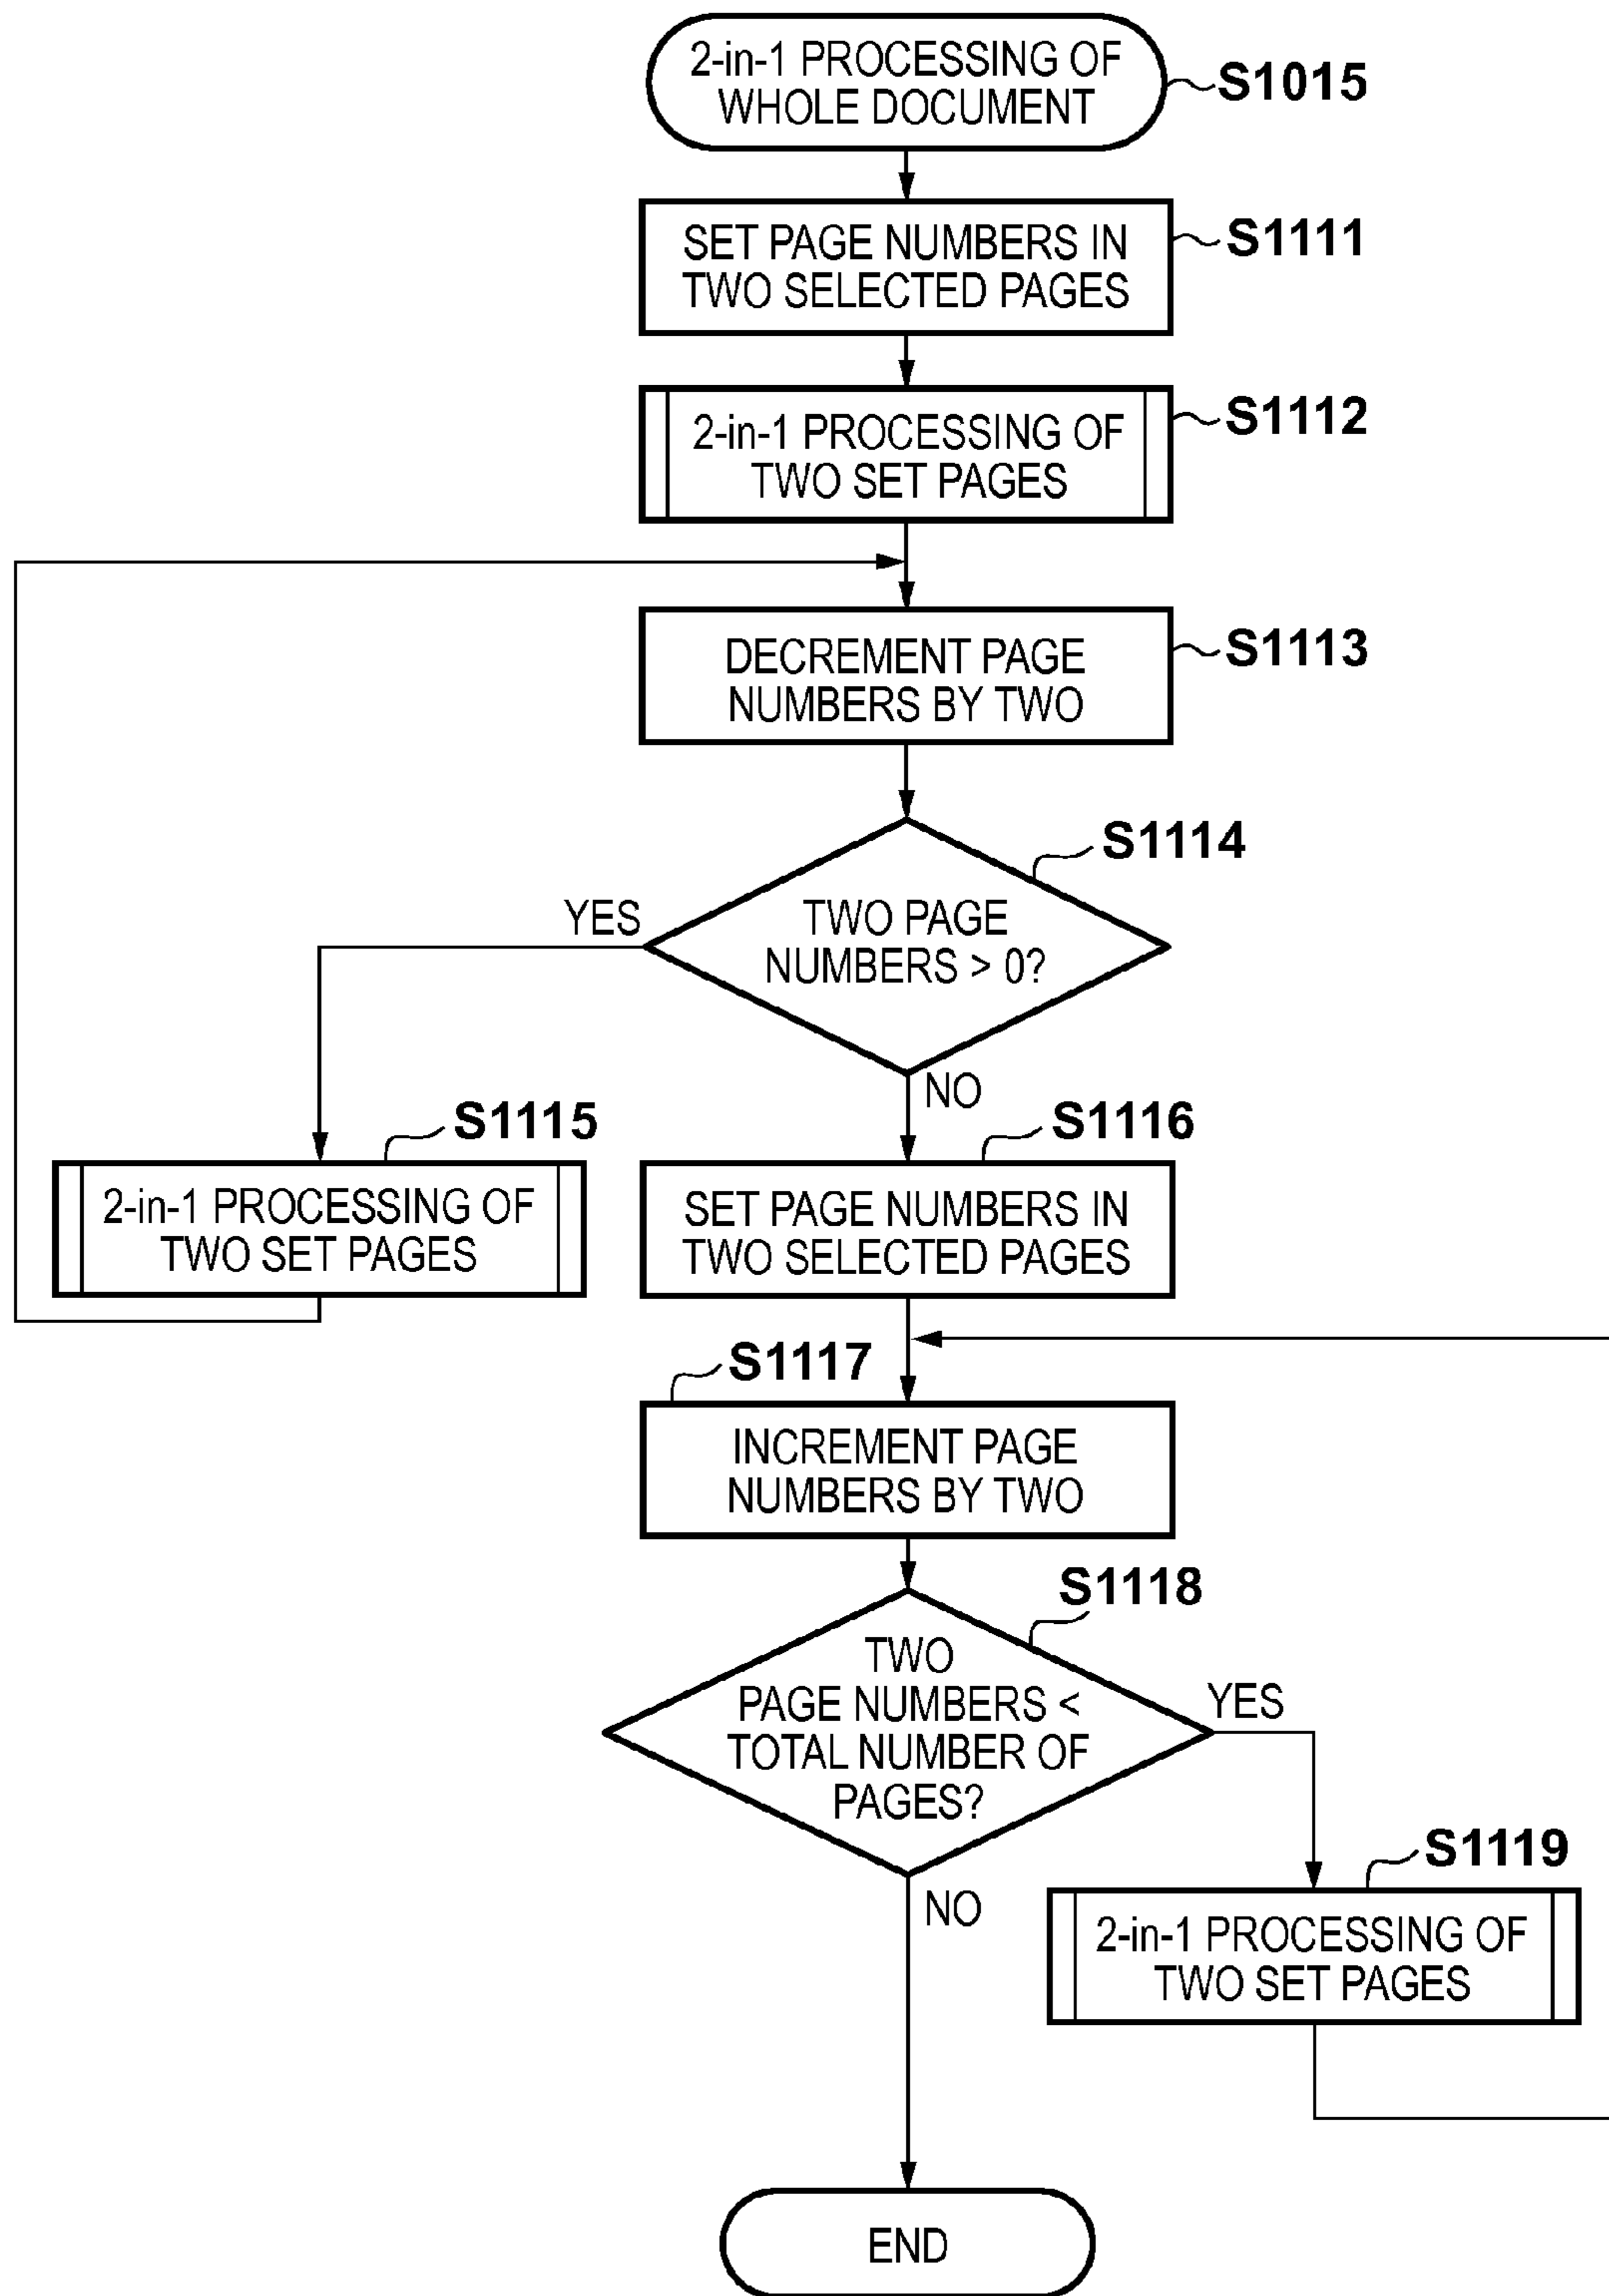 2-in-1 PROCESSING OF
WHOLE DOCUMENT
S1015
SET PAGE NUMBERS IN
TWO SELECTED PAGES
S1111
2-in-1 PROCESSING OF
TWO SET PAGES
S1112
DECREMENT PAGE
NUMBERS BY TWO
S1113
S1114
TWO PAGE
NUMBERS > 0?
YES
NO
S1115
2-in-1 PROCESSING OF
TWO SET PAGES
S1116
SET PAGE NUMBERS IN
TWO SELECTED PAGES
S1117
INCREMENT PAGE
NUMBERS BY TWO
S1118
TWO
PAGE NUMBERS <
TOTAL NUMBER OF
PAGES?
YES
NO
S1119
2-in-1 PROCESSING OF
TWO SET PAGES
END